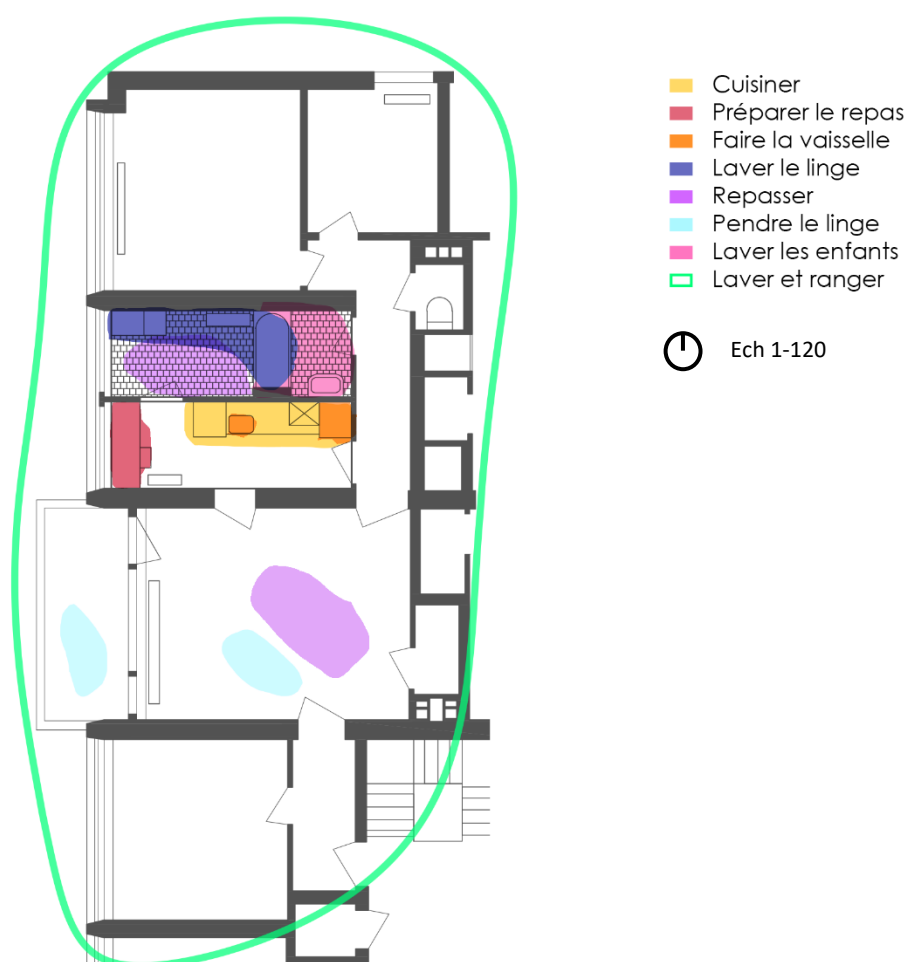 Cuisiner
Préparer le repas
Faire la vaisselle
Laver le linge
Repasser
Pendre le linge
Laver les enfants
Laver et ranger
Ech 1-120